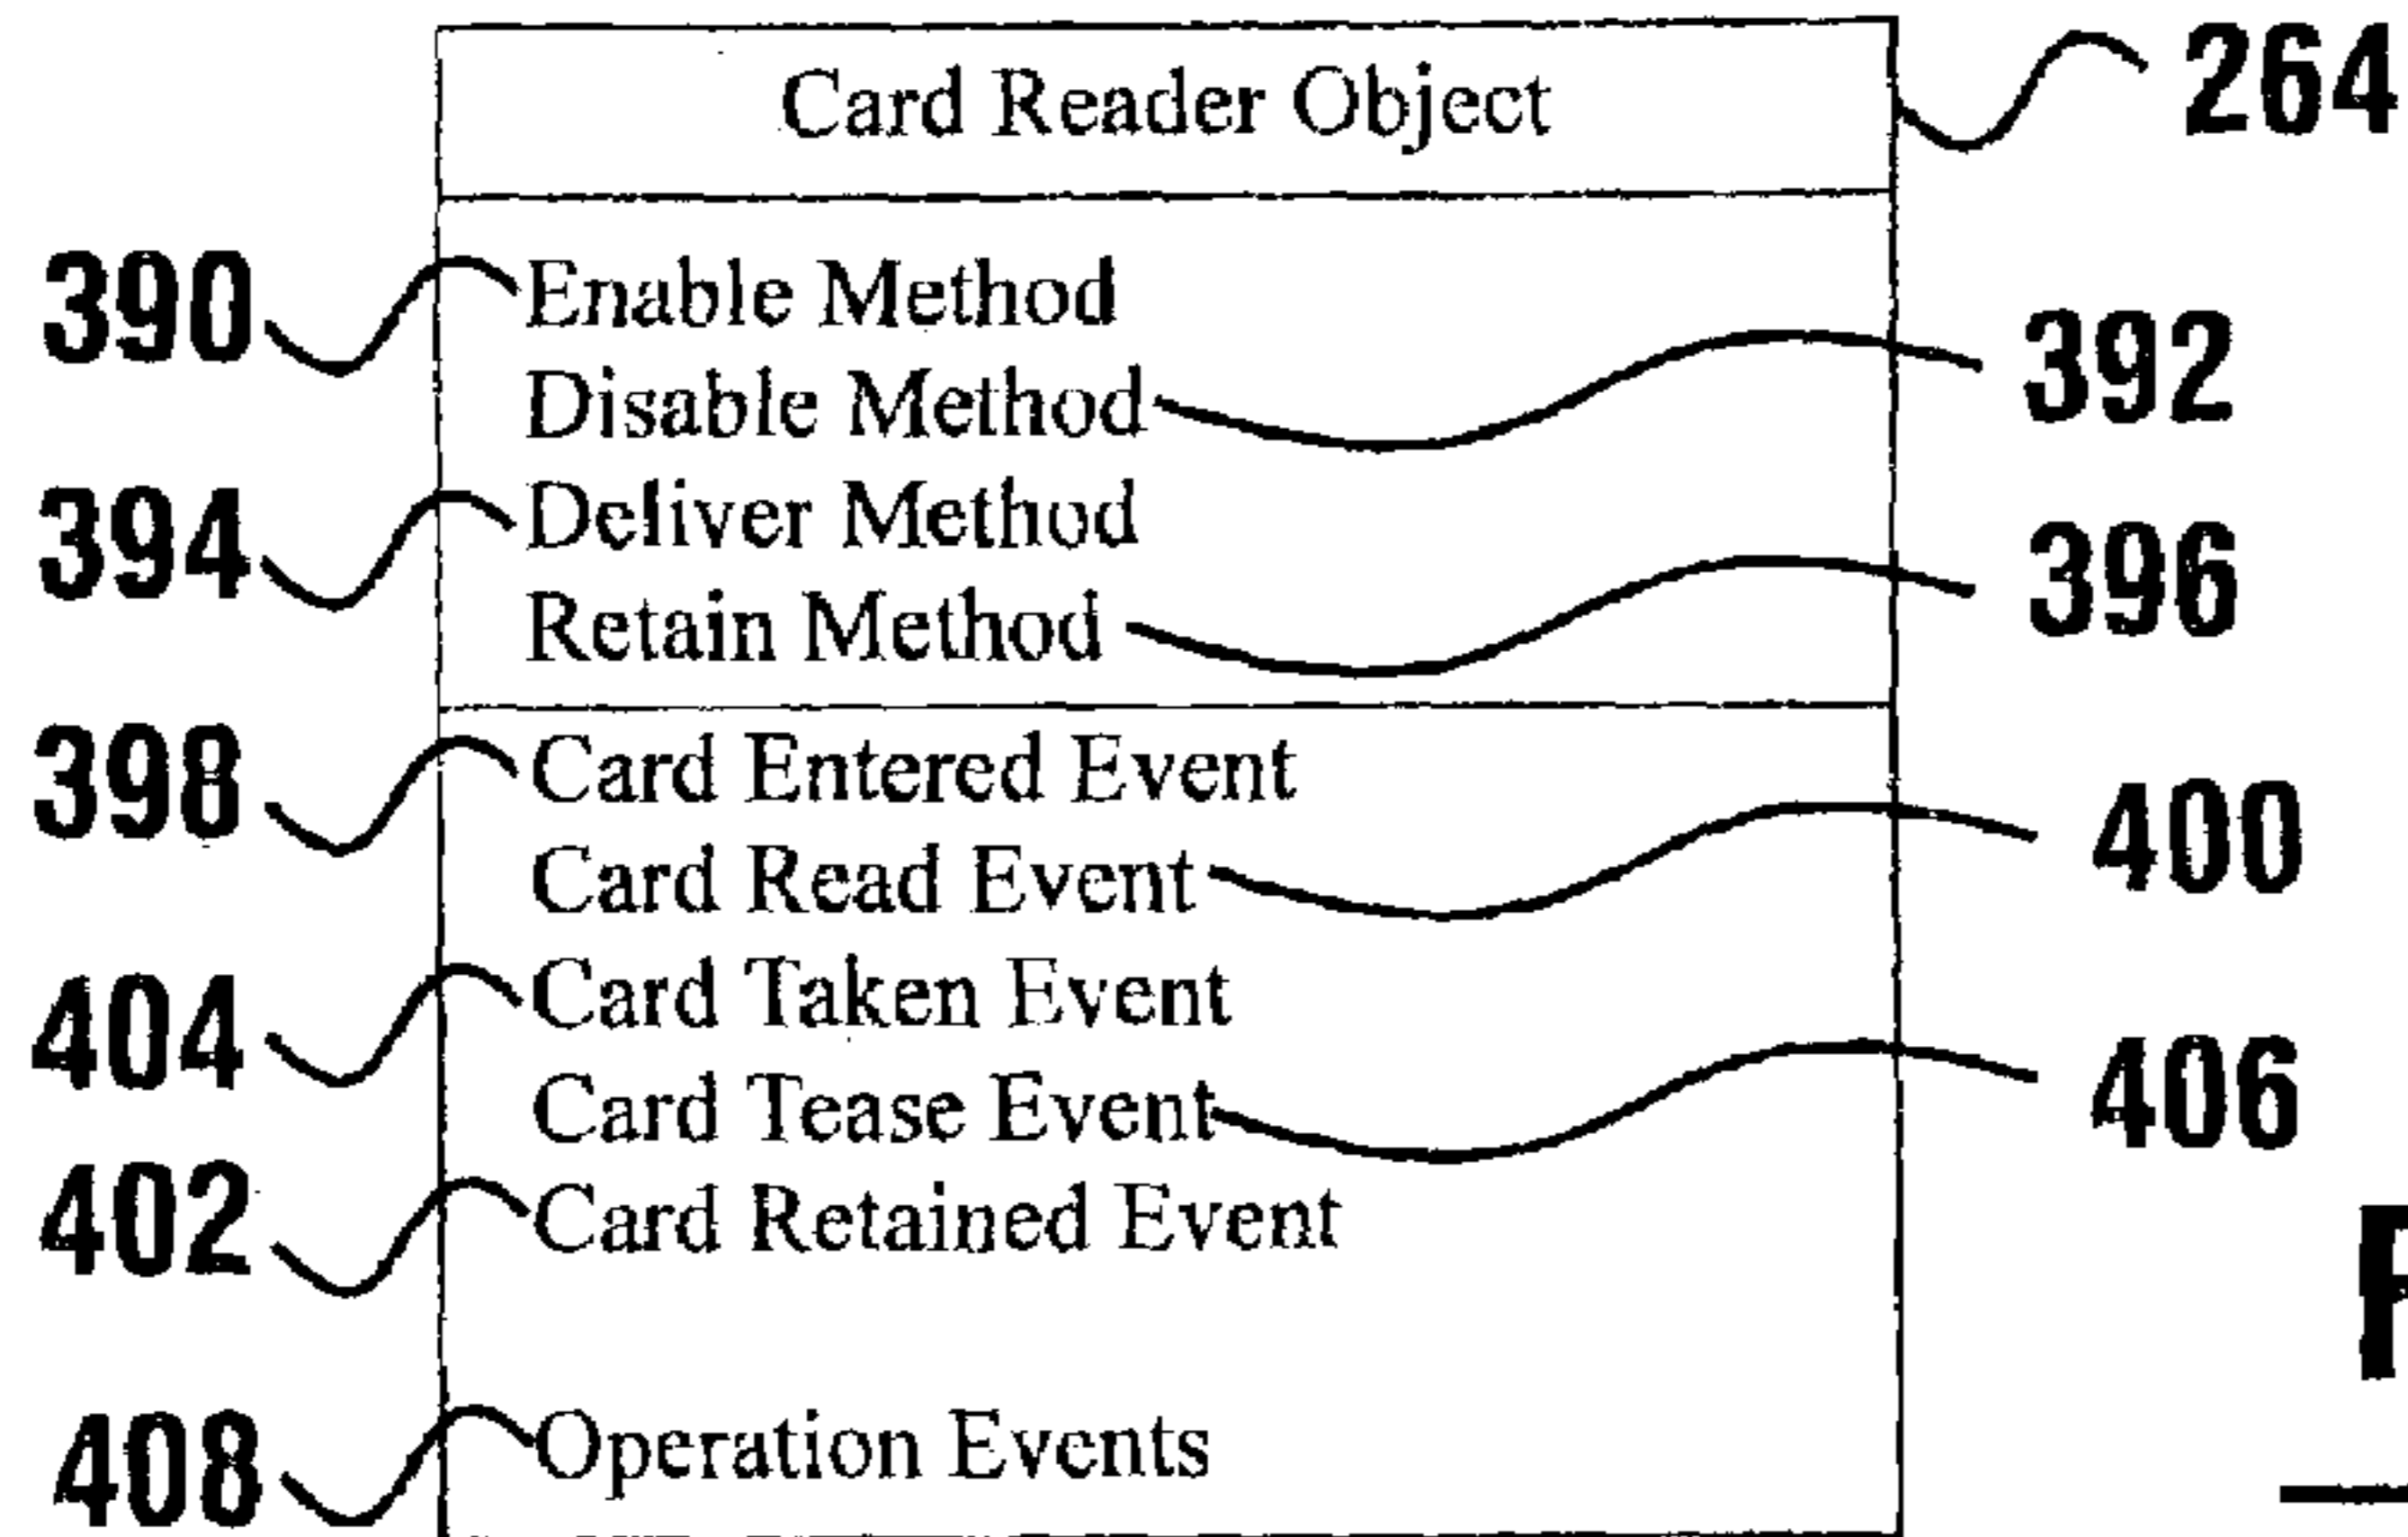 Card Reader Object 264
390 Enable Method
Disable Method 392
394 Deliver Method
Retain Method 396
398 Card Entered Event
Card Read Event 400
404 Card Taken Event
Card Tease Event 406
402 Card Retained Event
408 Operation Events